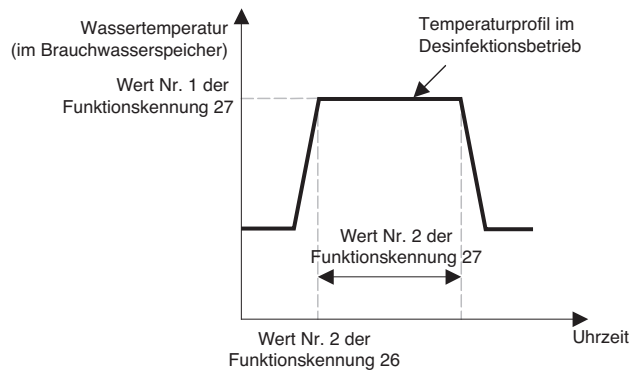 Wassertemperatur
(im Brauchwasserspeicher)
Temperaturprofil im
Desinfektionsbetrieb
Wert Nr. 1 der
Funktionskennung 27
Wert Nr. 2 der
Funktionskennung 27
Wert Nr. 2 der
Funktionskennung 26
Uhrzeit